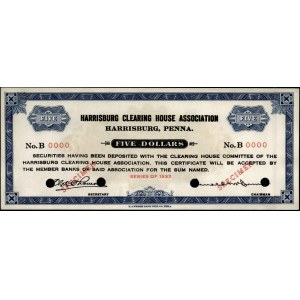 FIVE FIVE
HARRISBURG CLEARING HOUSE ASSOCIATION
HARRISBURG, PENNA.
No. B 0000 FIVE DOLLARS No. B 0000
SECURITIES HAVING BEEN DEPOSITED WITH THE CLEARING HOUSE COMMITTEE OF THE
HARRISBURG CLEARING HOUSE ASSOCIATION, THIS CERTIFICATE WILL BE ACCEPTED
BY THE MEMBER BANKS OF SAID ASSOCIATION FOR THE SUM NAMED.
SPECIMEN SPECIMEN
SERIES OF 1933
SECRETARY CHAIRMAN